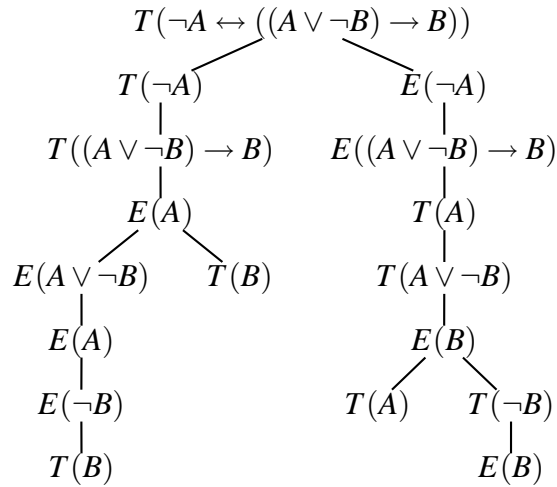 T(¬A ↔ ((A ∨ ¬B) → B))
T(¬A) E(¬A)
T((A ∨ ¬B) → B) E((A ∨ ¬B) → B)
E(A) T(A)
E(A ∨ ¬B) T(B) T(A ∨ ¬B)
E(A) E(B)
E(¬B) T(A) T(¬B)
T(B) E(B)